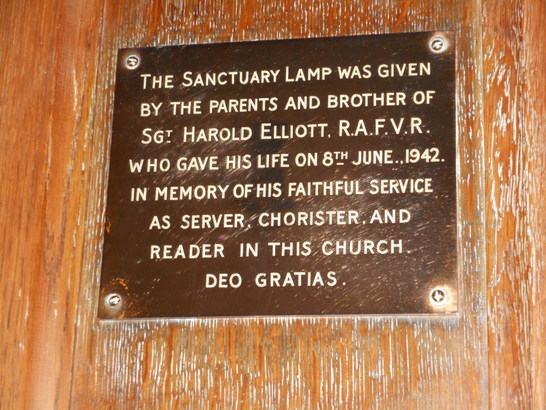 THE SANCTUARY LAMP WAS GIVEN
BY THE PARENTS AND BROTHER OF
SGT HAROLD ELLIOTT. R.A.F.V.R.
WHO GAVE HIS LIFE ON 8TH JUNE., 1942.
IN MEMORY OF HIS FAITHFUL SERVICE
AS SERVER, CHORISTER, AND
READER IN THIS CHURCH.
DEO GRATIAS.